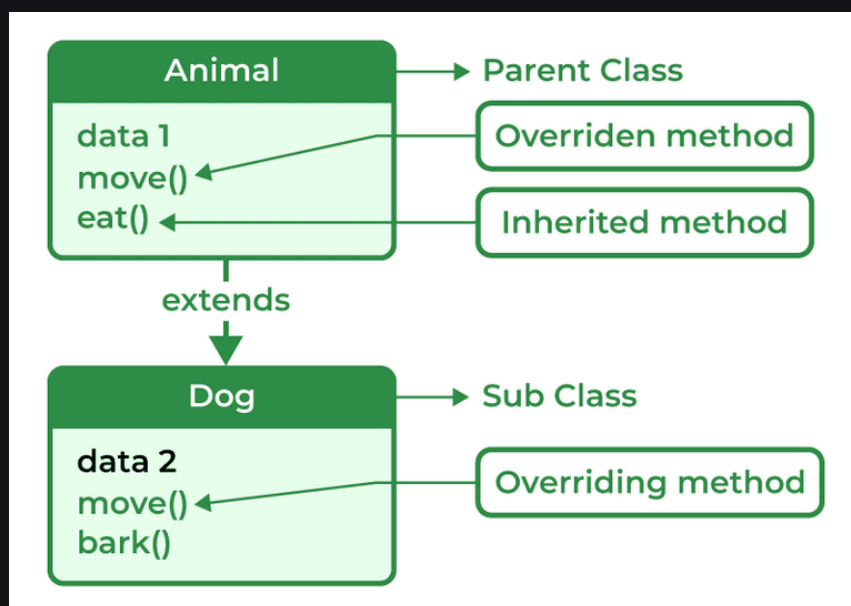 Animal
Parent Class
data 1
Overriden method
move()
eat()
Inherited method
extends
Dog
Sub Class
data 2
Overriding method
move()
bark()